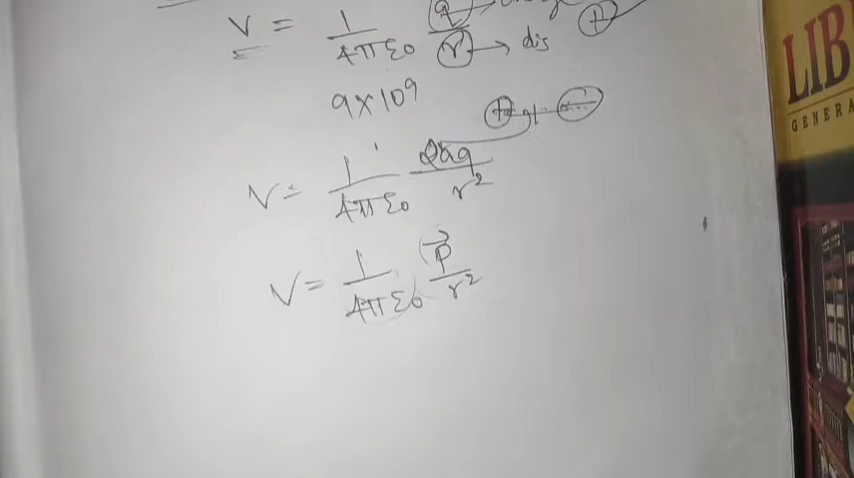 V = 1/4πε₀ q/r → dis +
9×10⁹
+ −
V = 1/4πε₀ 2aq/r²
V = 1/4πε₀ p⃗/r²
LIB
GENERA